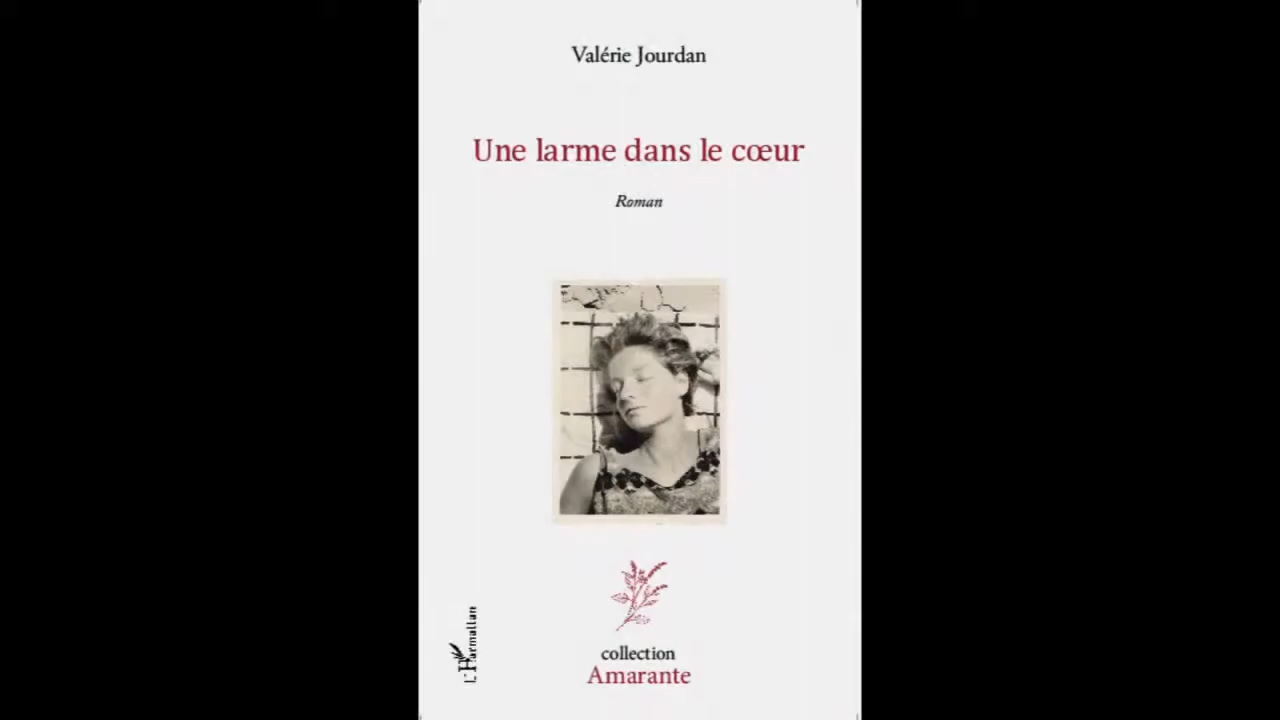 Valérie Jourdan
Une larme dans le cœur
Roman
L'Harmattan
collection
Amarante